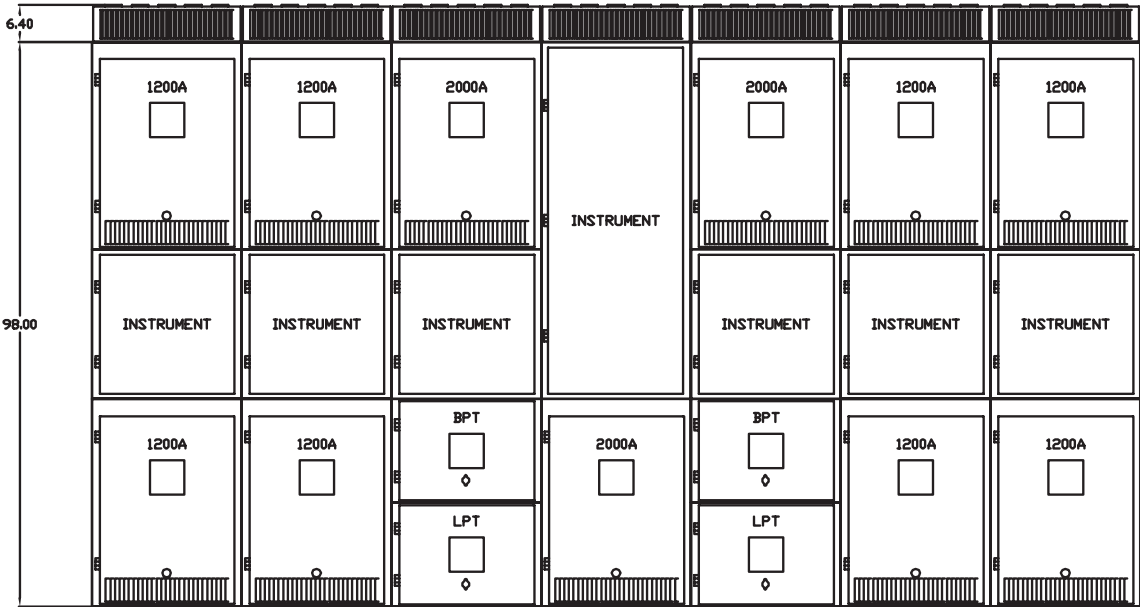 6.40
1200A
1200A
2000A
2000A
1200A
1200A
INSTRUMENT
98.00
INSTRUMENT
INSTRUMENT
INSTRUMENT
INSTRUMENT
INSTRUMENT
INSTRUMENT
BPT
BPT
1200A
1200A
2000A
1200A
1200A
LPT
LPT